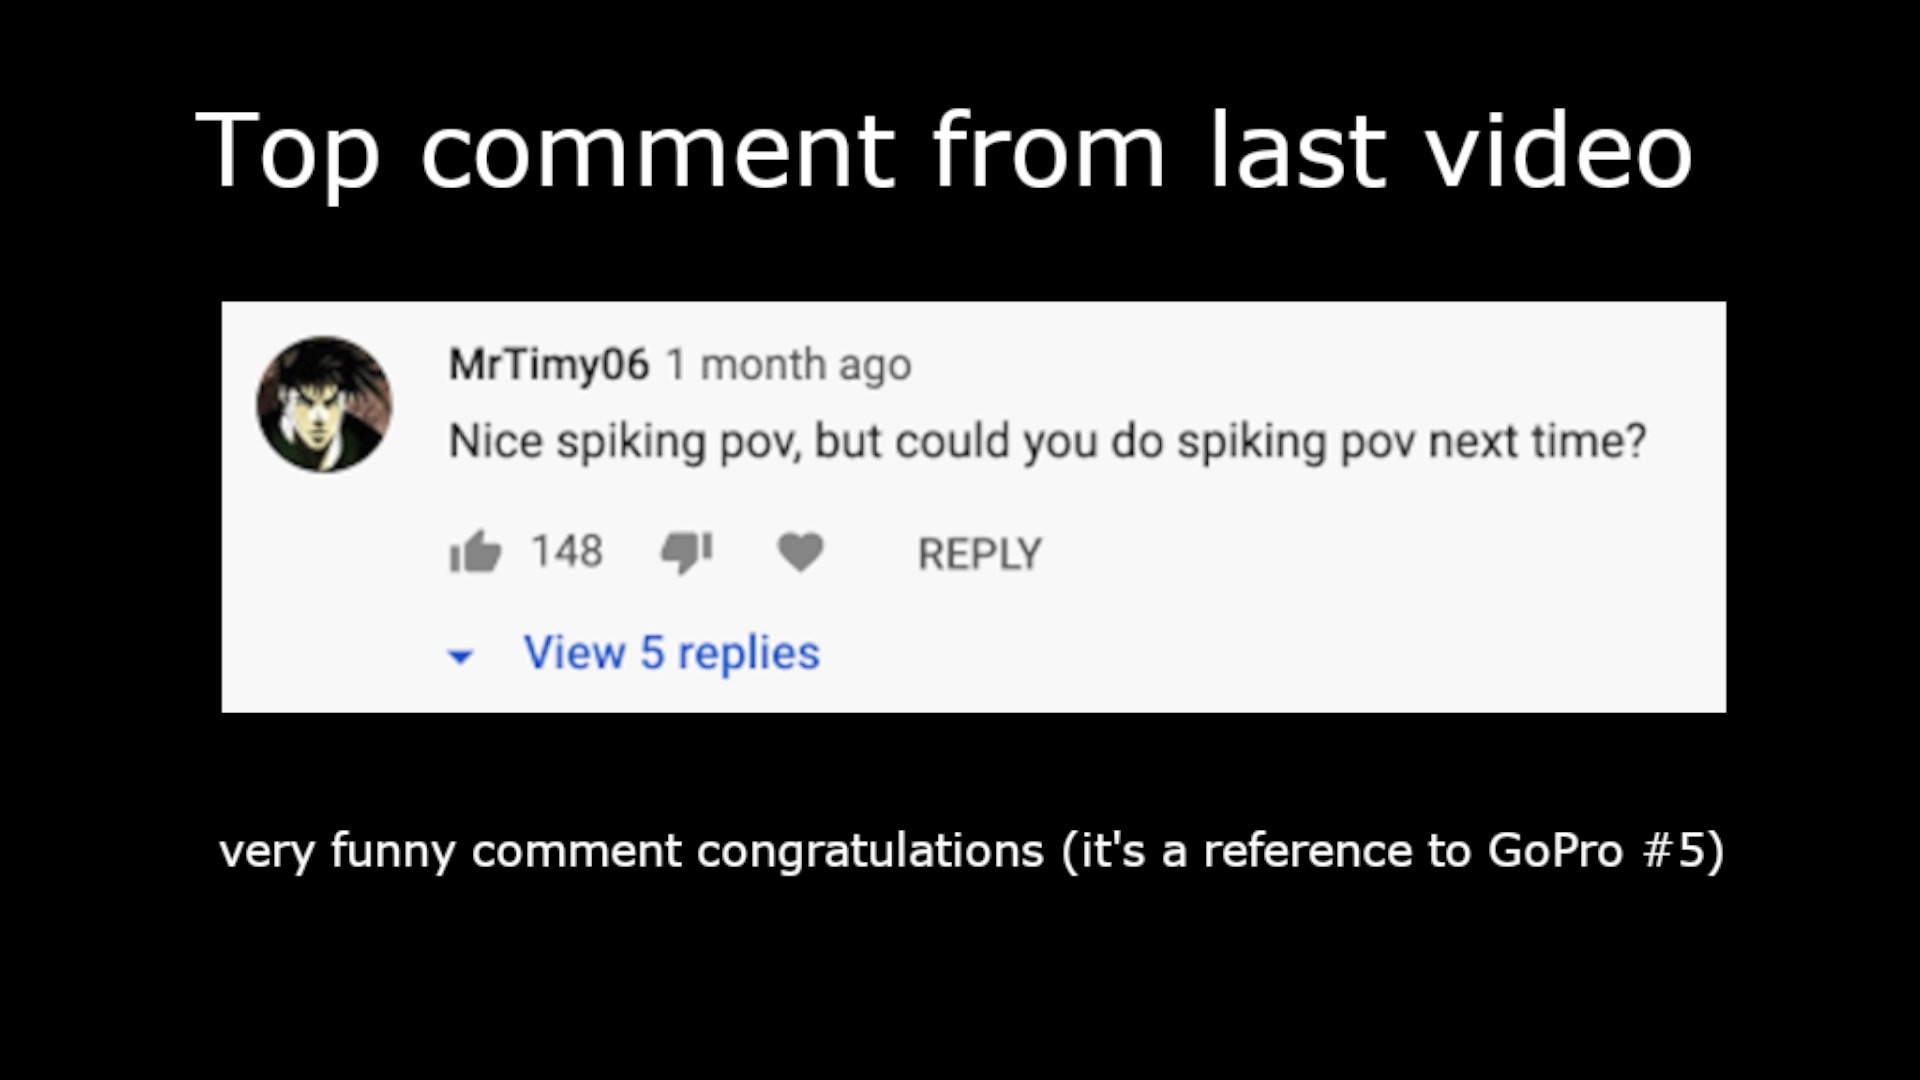 Top comment from last video
MrTimy06 1 month ago
Nice spiking pov, but could you do spiking pov next time?
148 REPLY
View 5 replies
very funny comment congratulations (it's a reference to GoPro #5)